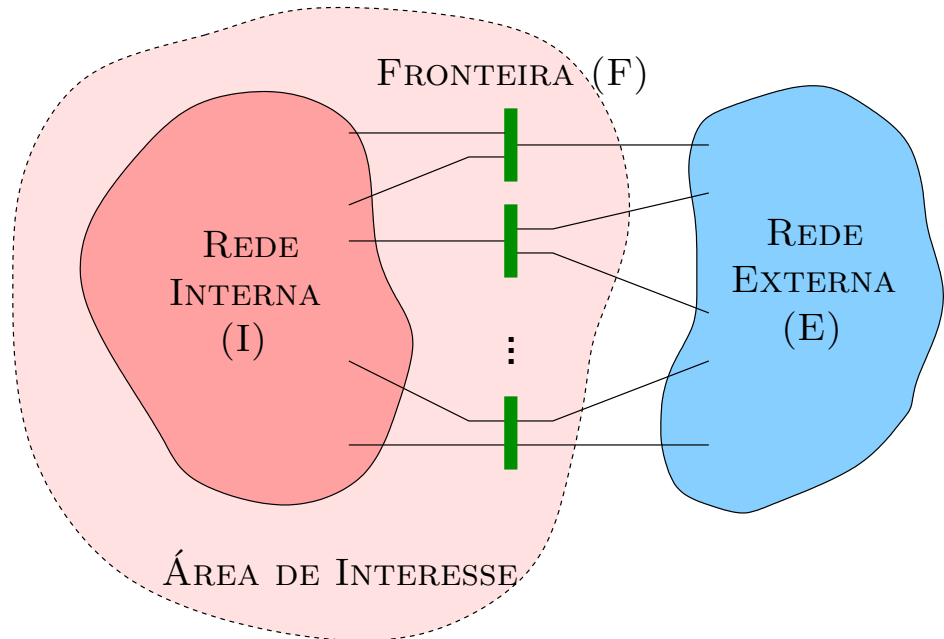 FRONTEIRA (F)
REDE
INTERNA
(I)
REDE
EXTERNA
(E)
ÁREA DE INTERESSE